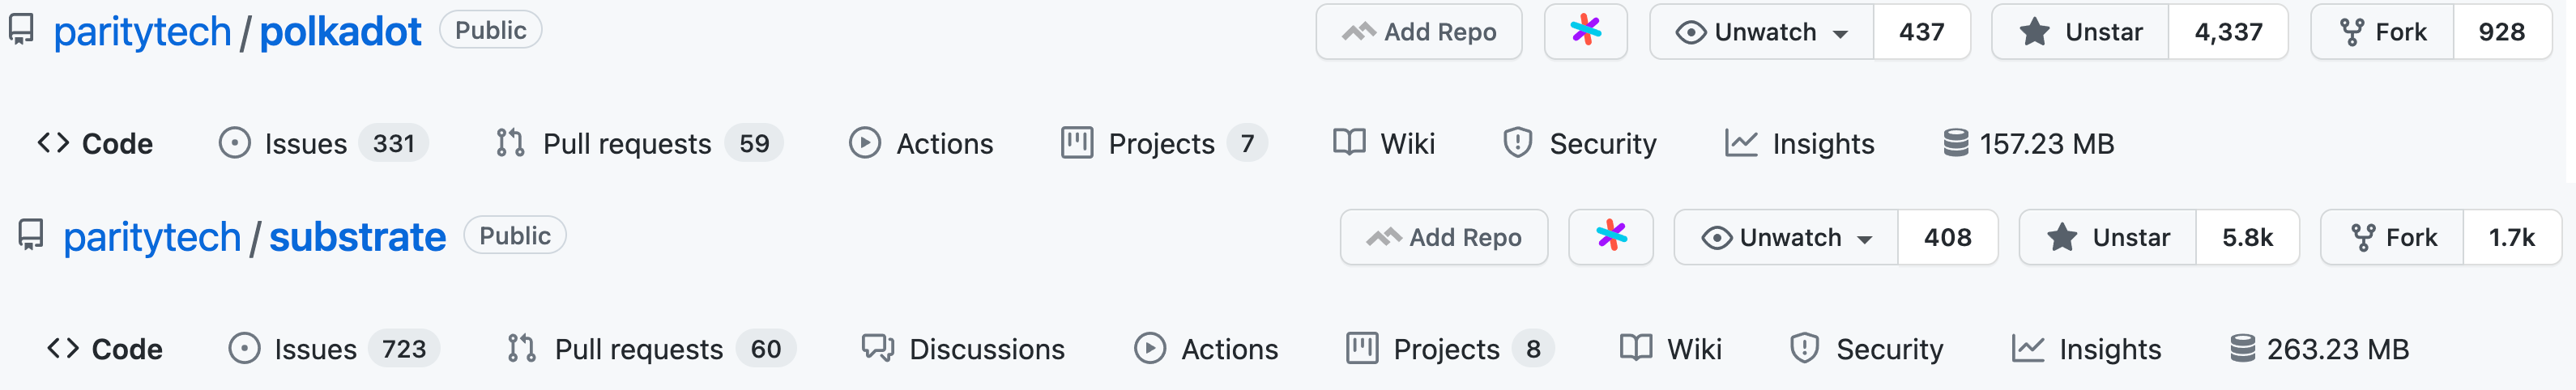 paritytech / polkadot Public Add Repo Unwatch 437 Unstar 4,337 Fork 928
Code Issues 331 Pull requests 59 Actions Projects 7 Wiki Security Insights 157.23 MB
paritytech / substrate Public Add Repo Unwatch 408 Unstar 5.8k Fork 1.7k
Code Issues 723 Pull requests 60 Discussions Actions Projects 8 Wiki Security Insights 263.23 MB